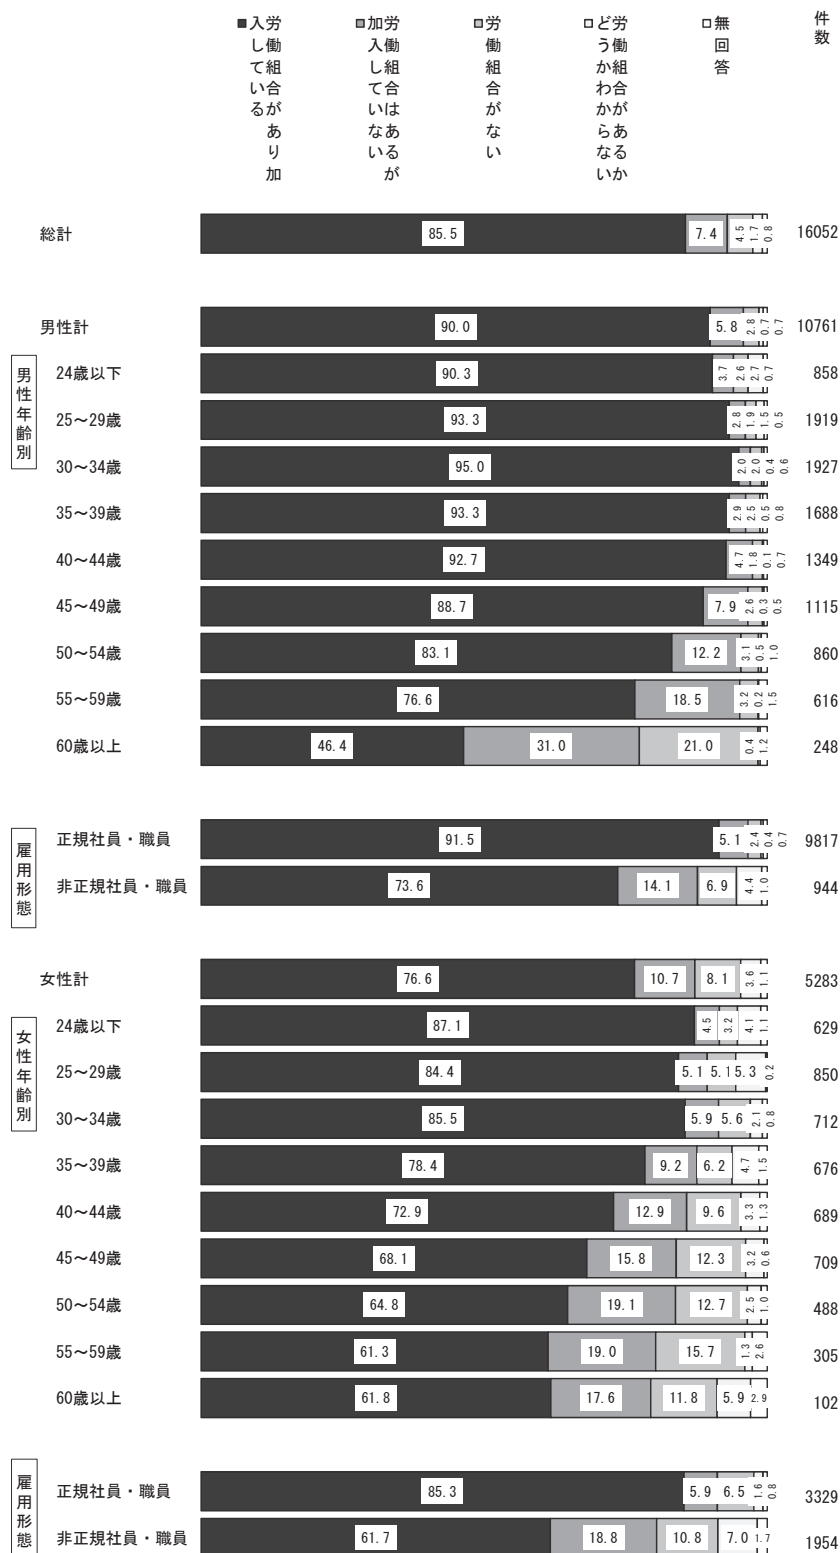 ■労働組合があり加
入している
■労働組合はあるが
加入していない
□労働組合がない
□労働組合があるか
どうかわからない
□無回答
件数
総計 85.5 7.4 4.5 1.7 0.8 16052
男性計 90.0 5.8 2.8 0.7 0.7 10761
男性年齢別
24歳以下 90.3 3.7 2.6 2.7 0.7 858
25～29歳 93.3 2.8 1.9 1.5 0.5 1919
30～34歳 95.0 2.0 2.0 0.4 0.6 1927
35～39歳 93.3 2.9 2.5 0.5 0.8 1688
40～44歳 92.7 4.7 1.8 0.1 0.7 1349
45～49歳 88.7 7.9 2.6 0.3 0.5 1115
50～54歳 83.1 12.2 3.1 0.5 1.0 860
55～59歳 76.6 18.5 3.2 0.2 1.5 616
60歳以上 46.4 31.0 21.0 0.4 1.2 248
雇用形態
正規社員・職員 91.5 5.1 2.4 0.4 0.7 9817
非正規社員・職員 73.6 14.1 6.9 4.4 1.0 944
女性計 76.6 10.7 8.1 3.6 1.1 5283
女性年齢別
24歳以下 87.1 4.5 3.2 4.1 1.1 629
25～29歳 84.4 5.1 5.1 5.3 0.2 850
30～34歳 85.5 5.9 5.6 2.1 0.8 712
35～39歳 78.4 9.2 6.2 4.7 1.5 676
40～44歳 72.9 12.9 9.6 3.3 1.3 689
45～49歳 68.1 15.8 12.3 3.2 0.6 709
50～54歳 64.8 19.1 12.7 2.5 1.0 488
55～59歳 61.3 19.0 15.7 1.3 2.6 305
60歳以上 61.8 17.6 11.8 5.9 2.9 102
雇用形態
正規社員・職員 85.3 5.9 6.5 1.6 0.8 3329
非正規社員・職員 61.7 18.8 10.8 7.0 1.7 1954